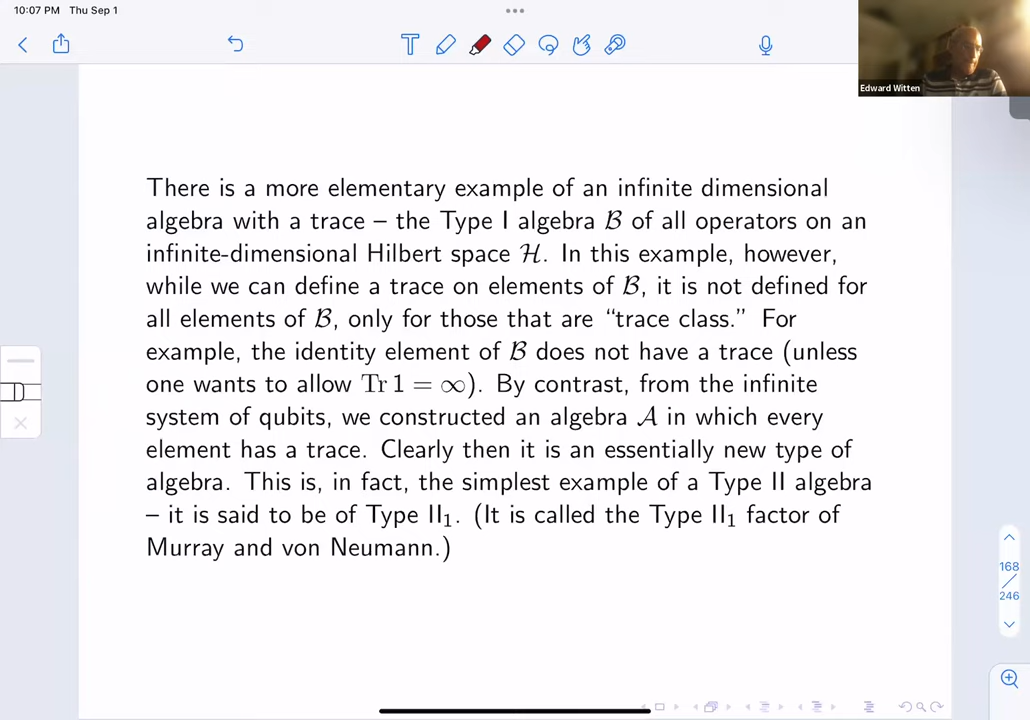 10:07 PM Thu Sep 1
Edward Witten
There is a more elementary example of an infinite dimensional
algebra with a trace – the Type I algebra ℬ of all operators on an
infinite-dimensional Hilbert space ℋ. In this example, however,
while we can define a trace on elements of ℬ, it is not defined for
all elements of ℬ, only for those that are “trace class.” For
example, the identity element of ℬ does not have a trace (unless
one wants to allow Tr 1 = ∞). By contrast, from the infinite
system of qubits, we constructed an algebra 𝒜 in which every
element has a trace. Clearly then it is an essentially new type of
algebra. This is, in fact, the simplest example of a Type II algebra
– it is said to be of Type II₁. (It is called the Type II₁ factor of
Murray and von Neumann.)
168
/
246